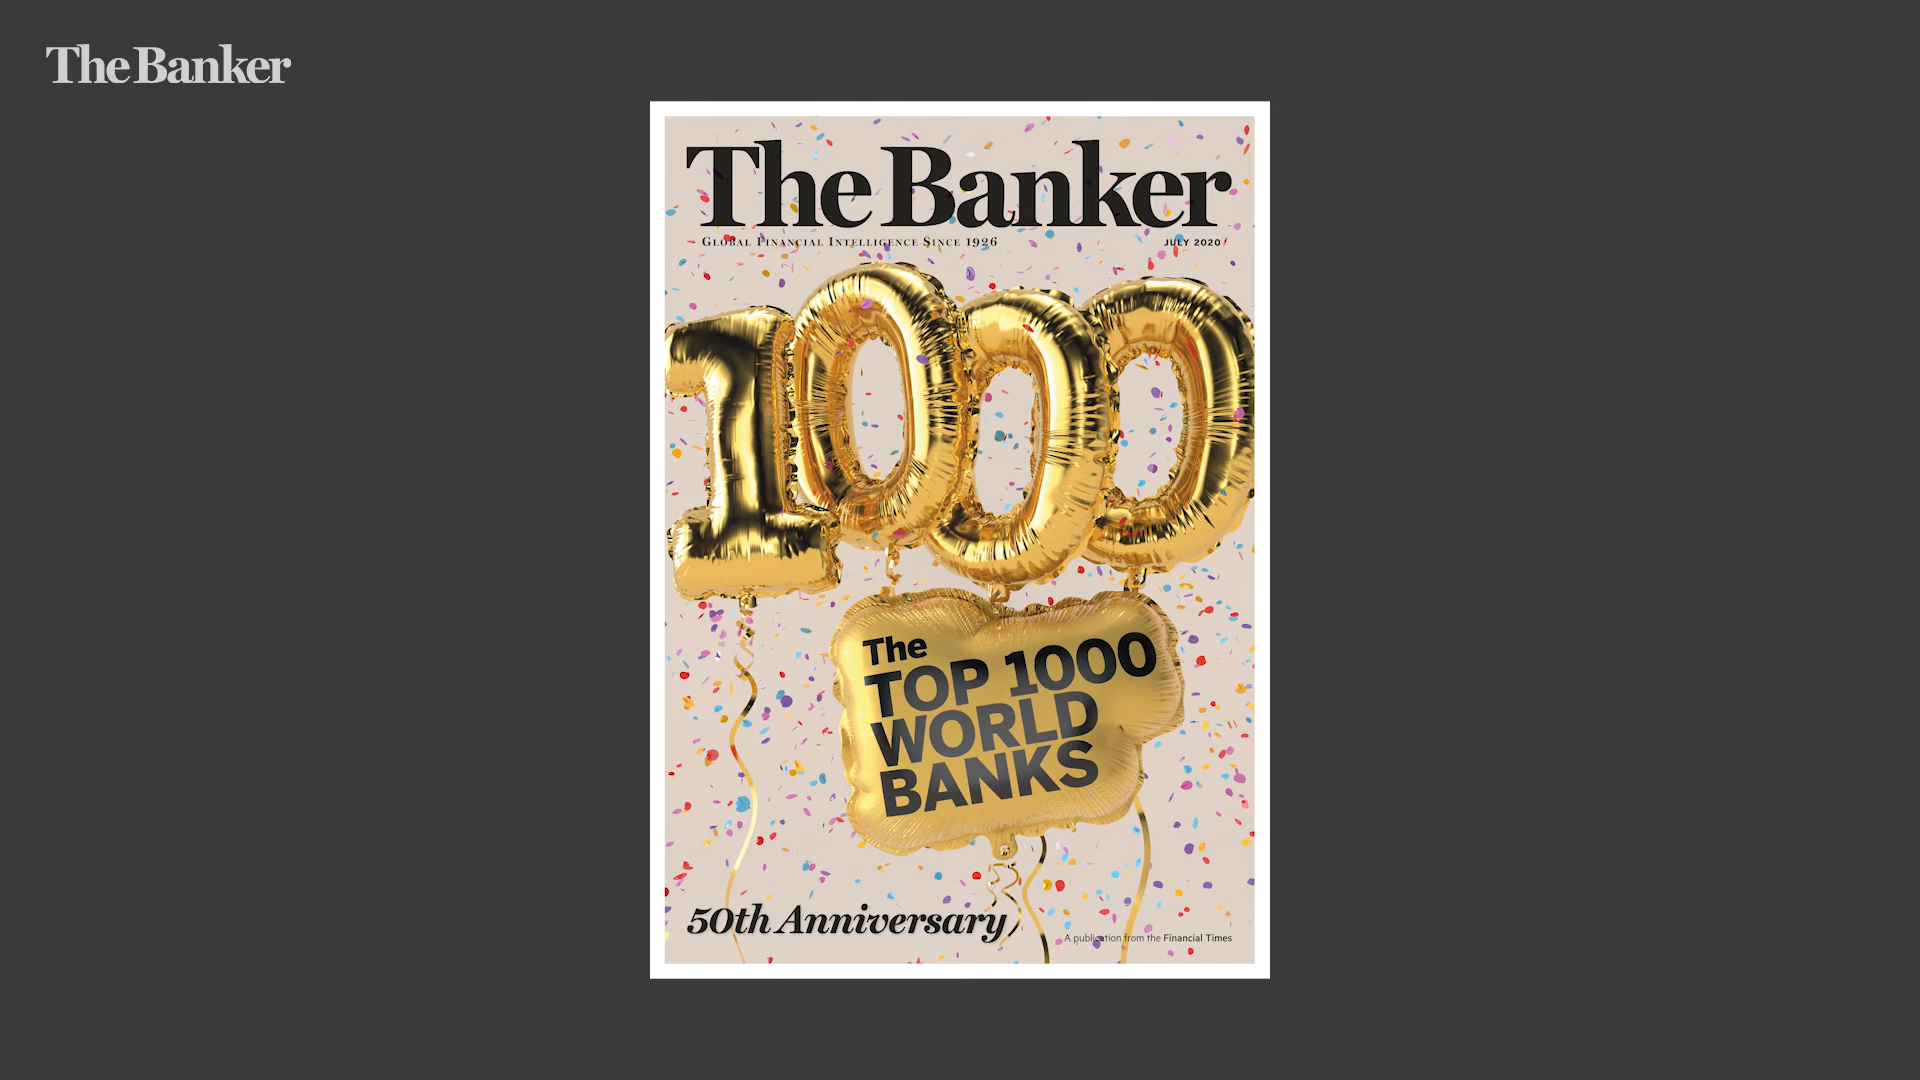 The Banker
The Banker
Global Financial Intelligence Since 1926
JULY 2020
1000
The
TOP 1000
WORLD
BANKS
50th Anniversary
A publication from the Financial Times